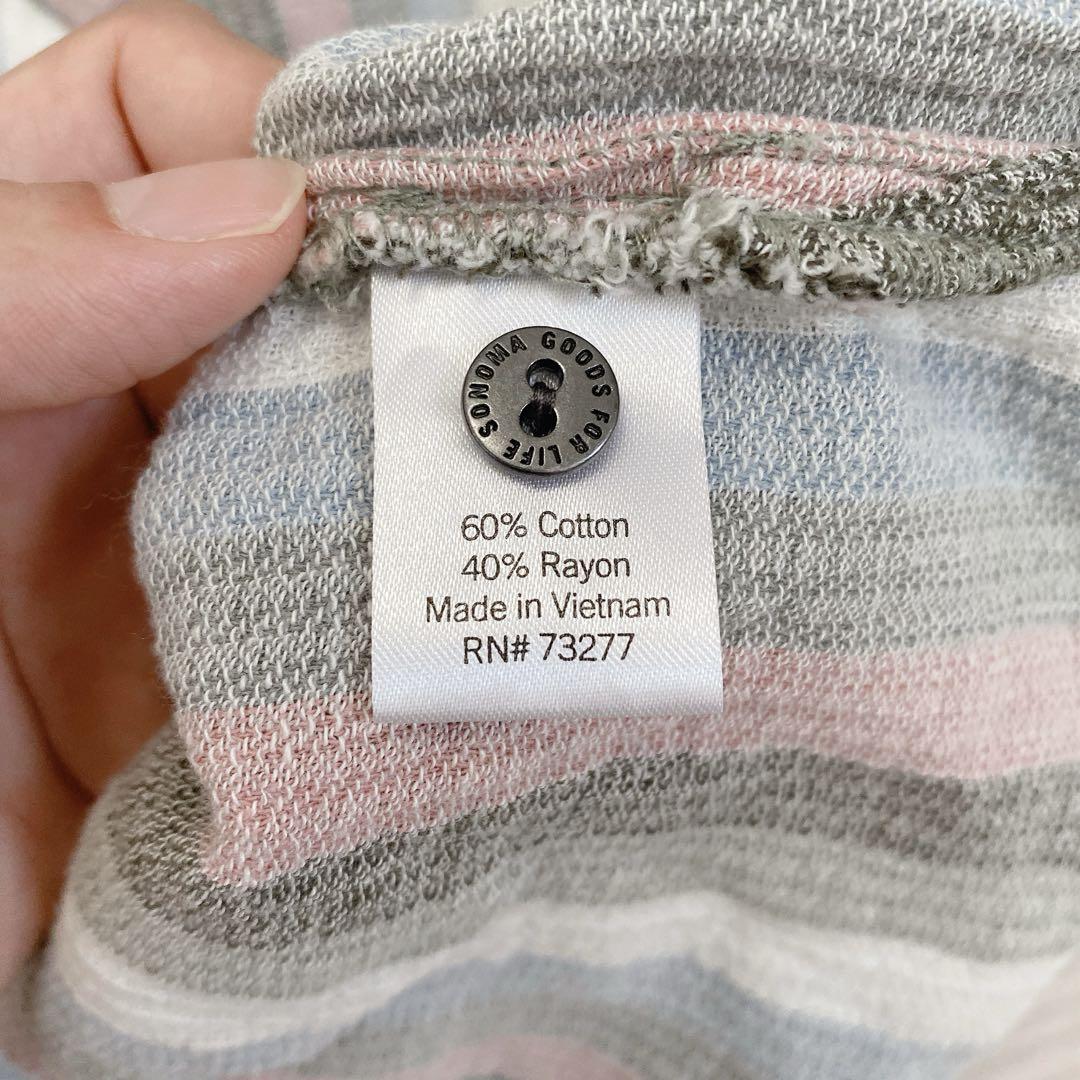 SONOMA GOODS FOR LIFE
60% Cotton
40% Rayon
Made in Vietnam
RN# 73277